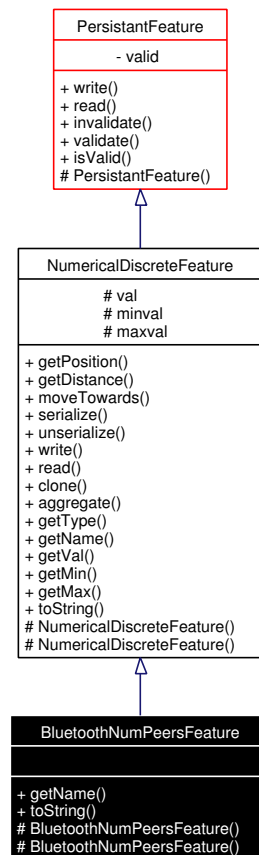 PersistantFeature
- valid
+ write()
+ read()
+ invalidate()
+ validate()
+ isValid()
# PersistantFeature()
NumericalDiscreteFeature
# val
# minval
# maxval
+ getPosition()
+ getDistance()
+ moveTowards()
+ serialize()
+ unserialize()
+ write()
+ read()
+ clone()
+ aggregate()
+ getType()
+ getName()
+ getVal()
+ getMin()
+ getMax()
+ toString()
# NumericalDiscreteFeature()
# NumericalDiscreteFeature()
BluetoothNumPeersFeature
+ getName()
+ toString()
# BluetoothNumPeersFeature()
# BluetoothNumPeersFeature()